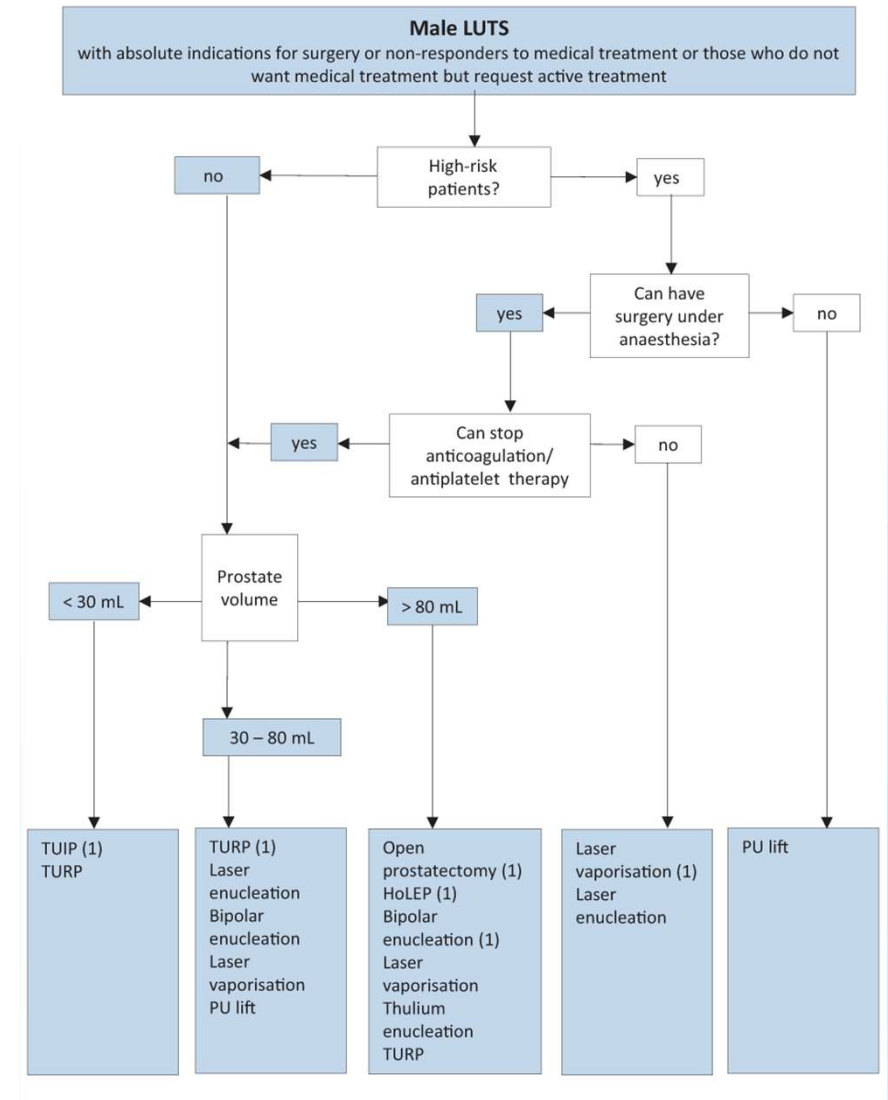 Male LUTS
with absolute indications for surgery or non-responders to medical treatment or those who do not
want medical treatment but request active treatment
High-risk
patients?
no
yes
Can have
surgery under
anaesthesia?
yes
no
Can stop
anticoagulation/
antiplatelet therapy
yes
no
Prostate
volume
< 30 mL
> 80 mL
30 – 80 mL
TUIP (1)
TURP
TURP (1)
Laser
enucleation
Bipolar
enucleation
Laser
vaporisation
PU lift
Open
prostatectomy (1)
HoLEP (1)
Bipolar
enucleation (1)
Laser
vaporisation
Thulium
enucleation
TURP
Laser
vaporisation (1)
Laser
enucleation
PU lift